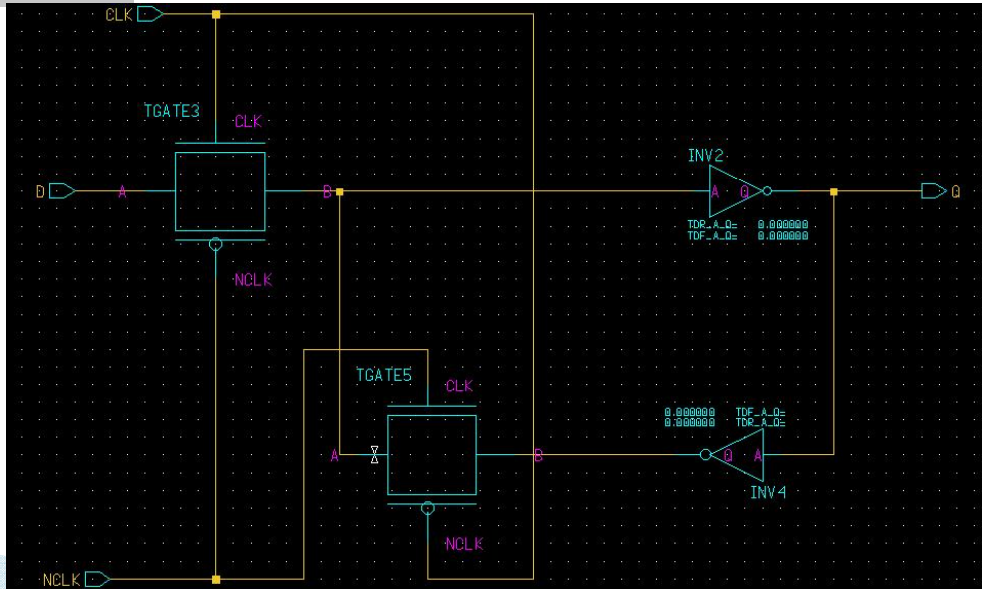 CLK
TGATE3
CLK
INV2
D
A
B
A
Q
Q
TDR_A_Q= 0.000000
TDF_A_Q= 0.000000
NCLK
TGATE5
CLK
0.000000 TDF_A_Q=
0.000000 TDR_A_Q=
A
B
Q
A
INV4
NCLK
NCLK